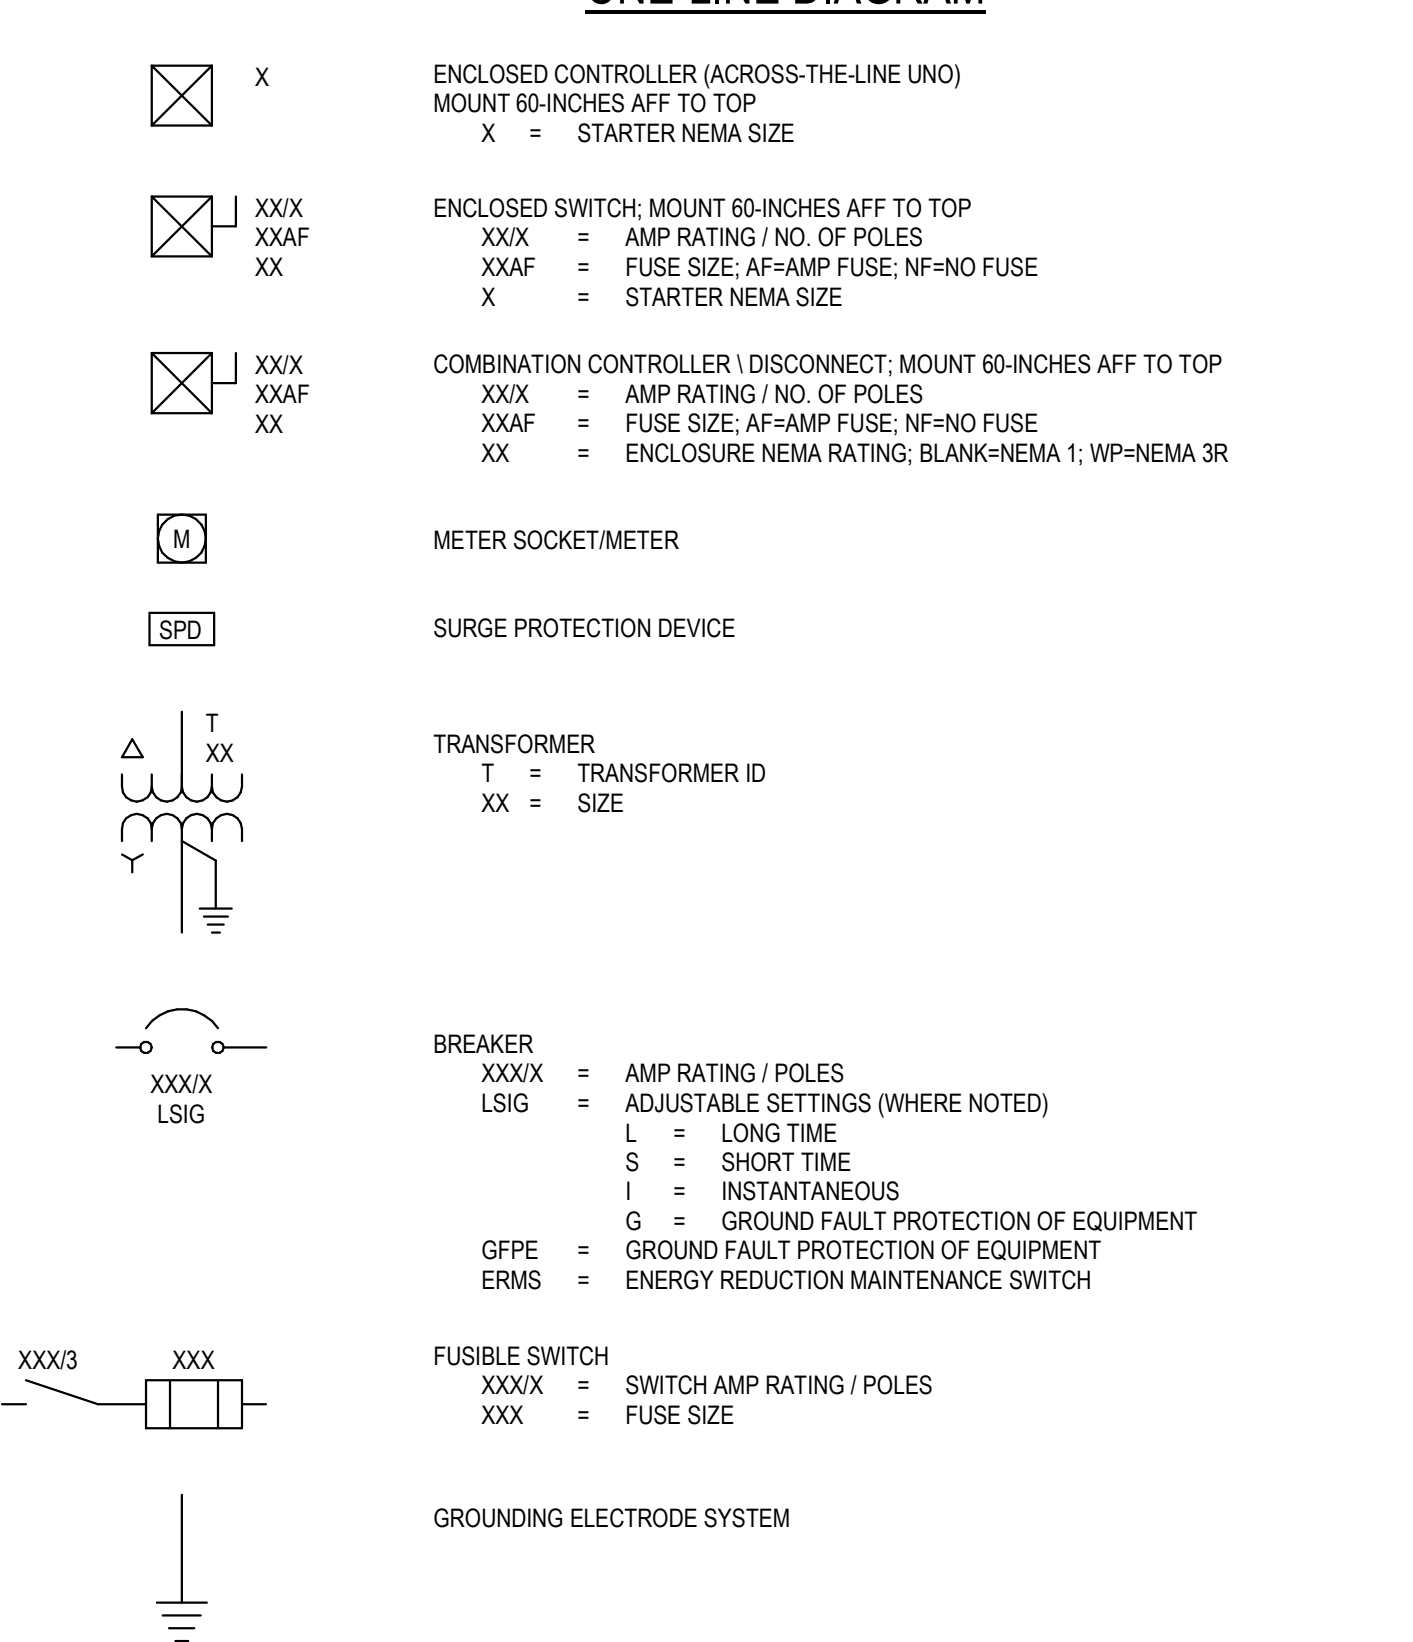 ONE-LINE DIAGRAM
X ENCLOSED CONTROLLER (ACROSS-THE-LINE UNO)
MOUNT 60-INCHES AFF TO TOP
X = STARTER NEMA SIZE
XX/X ENCLOSED SWITCH; MOUNT 60-INCHES AFF TO TOP
XXAF XX/X = AMP RATING / NO. OF POLES
XX XXAF = FUSE SIZE; AF=AMP FUSE; NF=NO FUSE
X = STARTER NEMA SIZE
XX/X COMBINATION CONTROLLER \ DISCONNECT; MOUNT 60-INCHES AFF TO TOP
XXAF XX/X = AMP RATING / NO. OF POLES
XX XXAF = FUSE SIZE; AF=AMP FUSE; NF=NO FUSE
XX = ENCLOSURE NEMA RATING; BLANK=NEMA 1; WP=NEMA 3R
M METER SOCKET/METER
SPD SURGE PROTECTION DEVICE
T
XX
TRANSFORMER
T = TRANSFORMER ID
XX = SIZE
BREAKER
XXX/X XXX/X = AMP RATING / POLES
LSIG LSIG = ADJUSTABLE SETTINGS (WHERE NOTED)
L = LONG TIME
S = SHORT TIME
I = INSTANTANEOUS
G = GROUND FAULT PROTECTION OF EQUIPMENT
GFPE = GROUND FAULT PROTECTION OF EQUIPMENT
ERMS = ENERGY REDUCTION MAINTENANCE SWITCH
XXX/3 XXX FUSIBLE SWITCH
XXX/X = SWITCH AMP RATING / POLES
XXX = FUSE SIZE
GROUNDING ELECTRODE SYSTEM